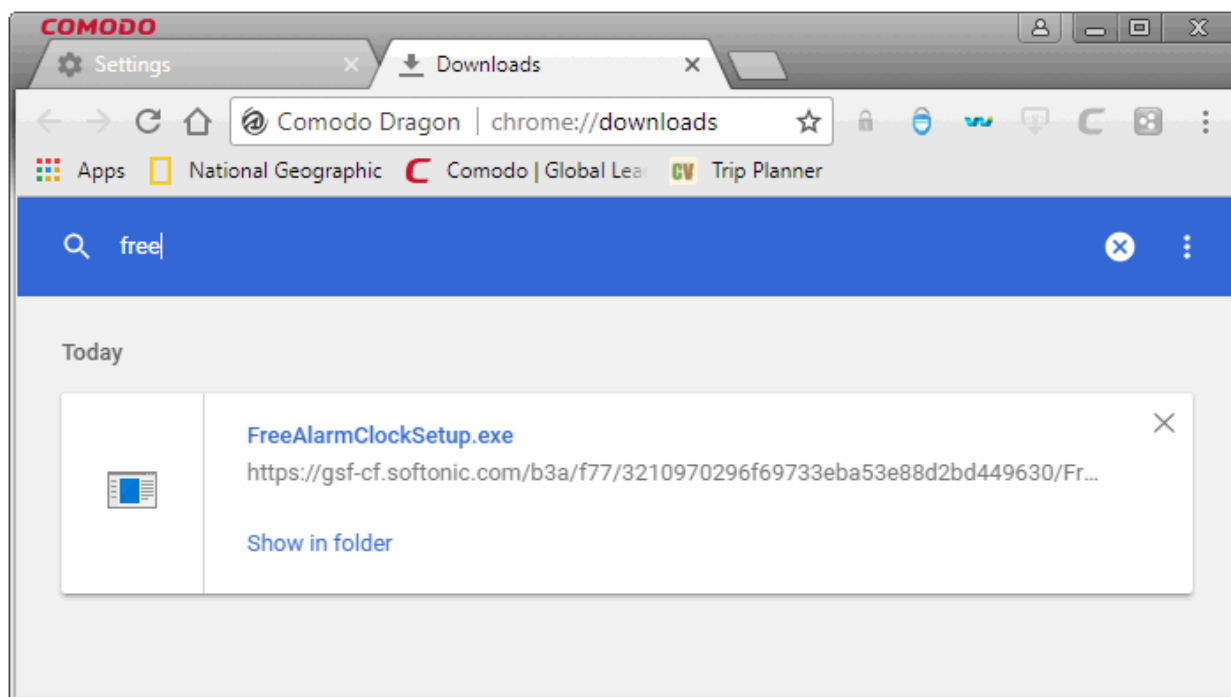 COMODO
Settings
Downloads
Comodo Dragon | chrome://downloads
Apps National Geographic Comodo | Global Lea CV Trip Planner
free
Today
FreeAlarmClockSetup.exe
https://gsf-cf.softonic.com/b3a/f77/3210970296f69733eba53e88d2bd449630/Fr...
Show in folder